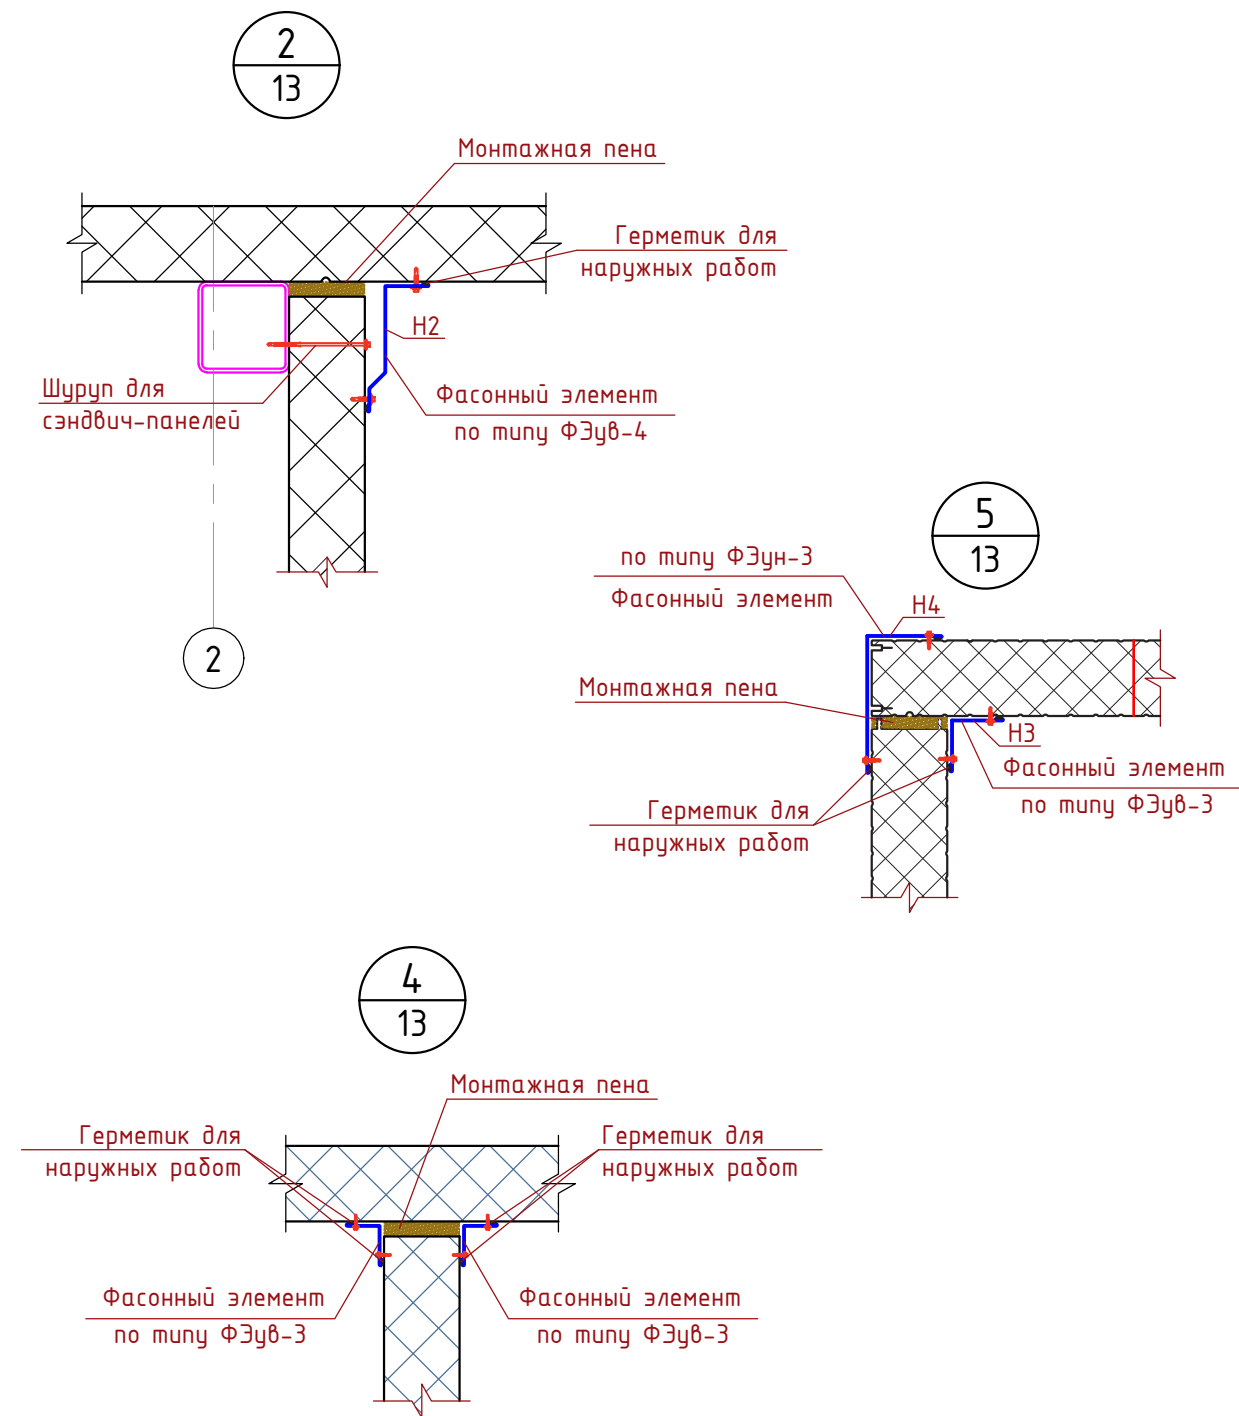 2
13
Монтажная пена
Герметик для
наружных работ
Н2
Шуруп для
сэндвич-панелей
Фасонный элемент
по типу ФЭув-4
2
5
13
по типу ФЭун-3
Фасонный элемент
Н4
Монтажная пена
Н3
Фасонный элемент
по типу ФЭув-3
Герметик для
наружных работ
4
13
Монтажная пена
Герметик для
наружных работ
Герметик для
наружных работ
Фасонный элемент
по типу ФЭув-3
Фасонный элемент
по типу ФЭув-3